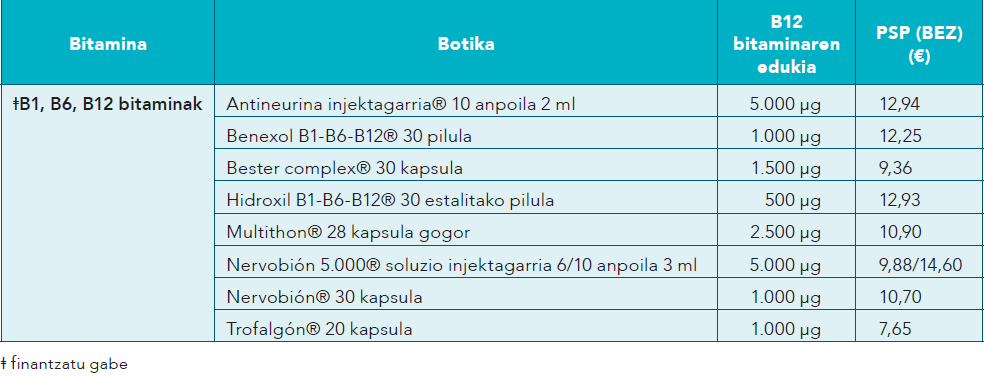 Bitamina Botika B12 bitaminaren edukia PSP (BEZ) (€)
ǂB1, B6, B12 bitaminak Antineurina injektagarria® 10 anpoila 2 ml 5.000 µg 12,94
Benexol B1-B6-B12® 30 pilula 1.000 µg 12,25
Bester complex® 30 kapsula 1.500 µg 9,36
Hidroxil B1-B6-B12® 30 estalitako pilula 500 µg 12,93
Multithon® 28 kapsula gogor 2.500 µg 10,90
Nervobión 5.000® soluzio injektagarria 6/10 anpoila 3 ml 5.000 µg 9,88/14,60
Nervobión® 30 kapsula 1.000 µg 10,70
Trofalgón® 20 kapsula 1.000 µg 7,65
ǂ finantzatu gabe